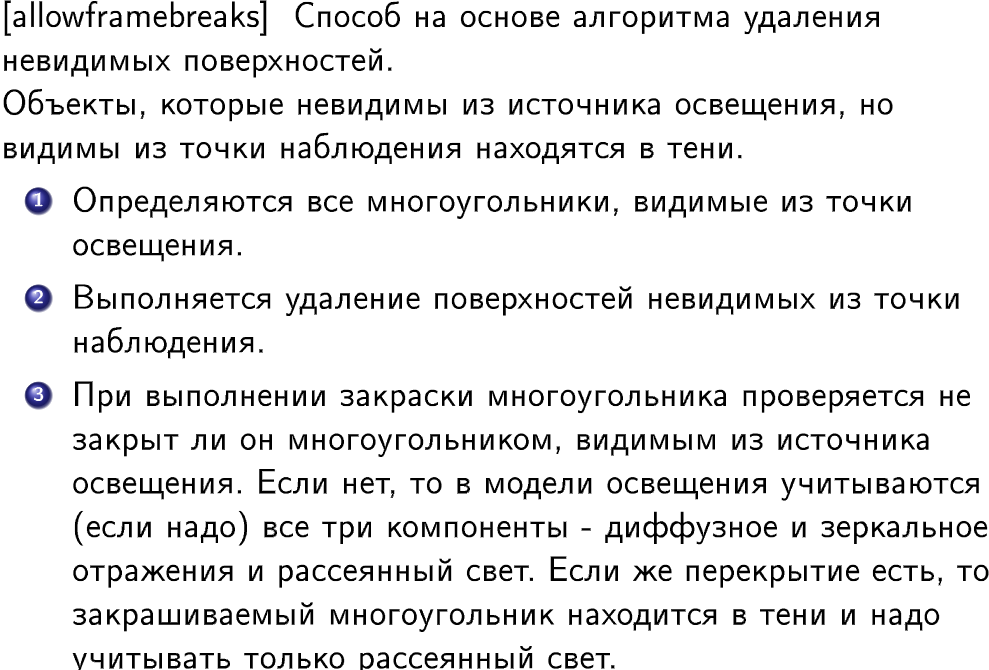 [allowframebreaks] Способ на основе алгоритма удаления
невидимых поверхностей.
Объекты, которые невидимы из источника освещения, но
видимы из точки наблюдения находятся в тени.
1 Определяются все многоугольники, видимые из точки
освещения.
2 Выполняется удаление поверхностей невидимых из точки
наблюдения.
3 При выполнении закраски многоугольника проверяется не
закрыт ли он многоугольником, видимым из источника
освещения. Если нет, то в модели освещения учитываются
(если надо) все три компоненты - диффузное и зеркальное
отражения и рассеянный свет. Если же перекрытие есть, то
закрашиваемый многоугольник находится в тени и надо
учитывать только рассеянный свет.